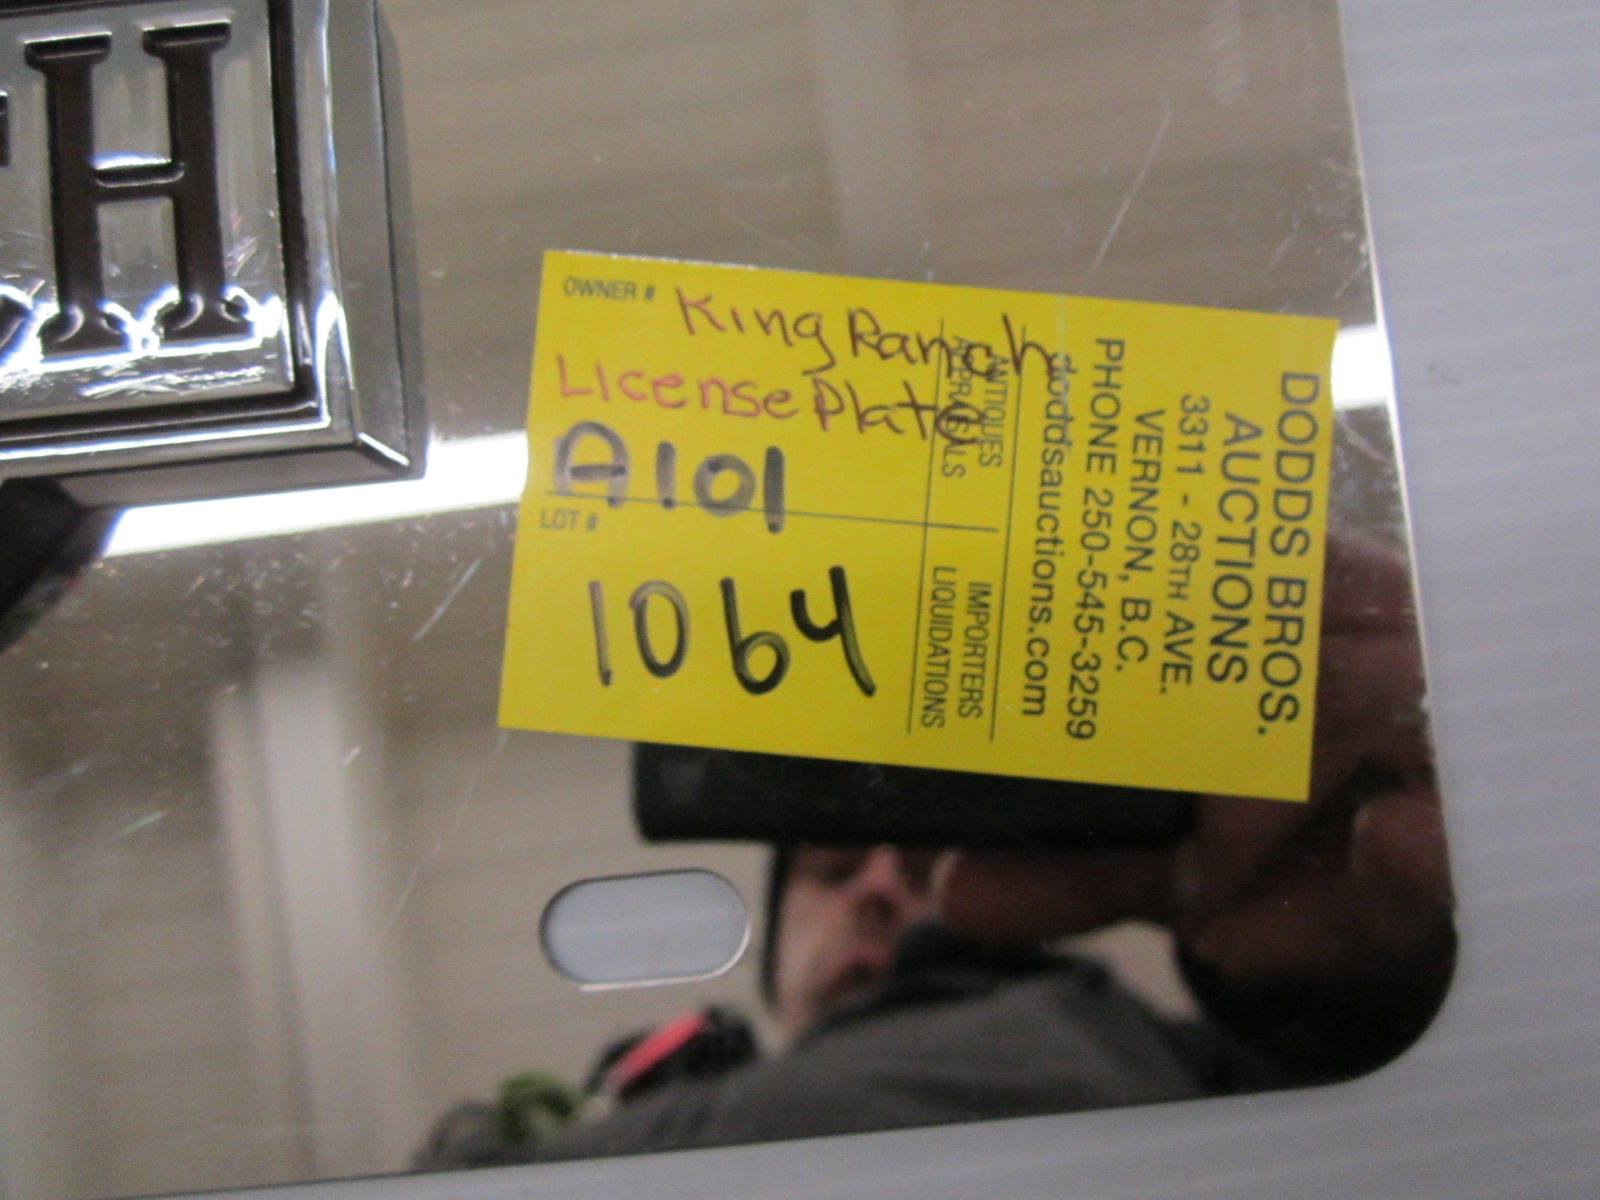 TH
OWNER # King Ranch
License Plate
A101
LOT #
1064
ANTIQUES
APPRAISALS
IMPORTERS
LIQUIDATIONS
DODDS BROS.
AUCTIONS
3311 - 28TH AVE.
VERNON, B.C.
PHONE 250-545-3259
doddsauctions.com